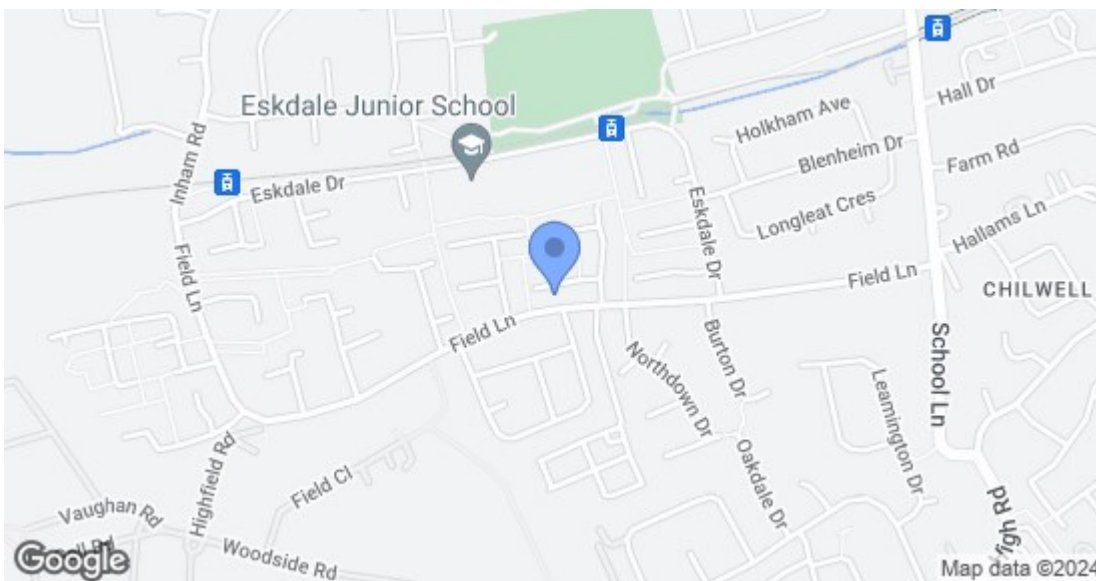 Eskdale Junior School
Inham Rd
Eskdale Dr
Holkham Ave
Hall Dr
Blenheim Dr
Farm Rd
Longleat Cres
Hallams Ln
Eskdale Dr
Field Ln
Field Ln
CHILWELL
Field Ln
Burton Dr
School Ln
Northdown Dr
Leamington Dr
Highfield Rd
Oakdale Dr
Field Cl
Vaughan Rd
Woodside Rd
Rd
Google
Map data ©2024